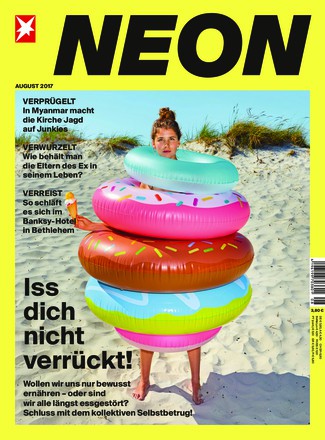 NEON
AUGUST 2017
VERPRÜGELT
In Myanmar macht
die Kirche Jagd
auf Junkies
VERWURZELT
Wie behält man
die Eltern des Ex in
seinem Leben?
VERREIST
So schläft
es sich im
Banksy-Hotel
in Bethlehem
Iss
dich
nicht
verrückt!
Wollen wir uns nur bewusst
ernähren – oder sind
wir alle längst essgestört?
Schluss mit dem kollektiven Selbstbetrug!